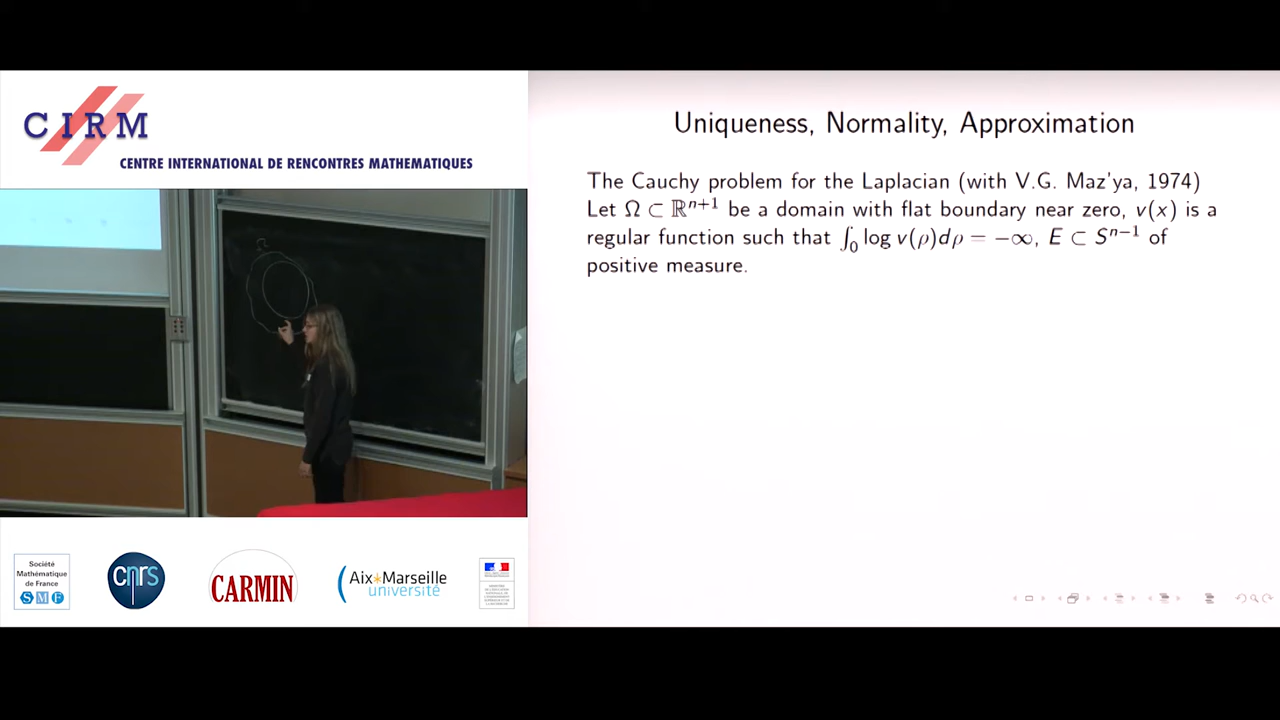 CIRM
CENTRE INTERNATIONAL DE RENCONTRES MATHEMATIQUES
Ω
Société
Mathématique
de France
SMF
cnrs
CARMIN
Aix*Marseille
université
Uniqueness, Normality, Approximation
The Cauchy problem for the Laplacian (with V.G. Maz'ya, 1974)
Let Ω ⊂ ℝⁿ⁺¹ be a domain with flat boundary near zero, v(x) is a
regular function such that ∫₀ log v(ρ)dρ = −∞, E ⊂ Sⁿ⁻¹ of
positive measure.